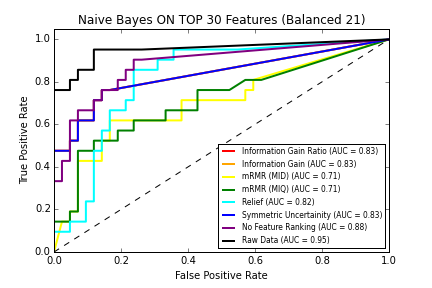 Naive Bayes ON TOP 30 Features (Balanced 21)
True Positive Rate
1.0
0.8
0.6
0.4
0.2
0.0
Information Gain Ratio (AUC = 0.83)
Information Gain (AUC = 0.83)
mRMR (MID) (AUC = 0.71)
mRMR (MIQ) (AUC = 0.71)
Relief (AUC = 0.82)
Symmetric Uncertainity (AUC = 0.83)
No Feature Ranking (AUC = 0.88)
Raw Data (AUC = 0.95)
0.0 0.2 0.4 0.6 0.8 1.0
False Positive Rate